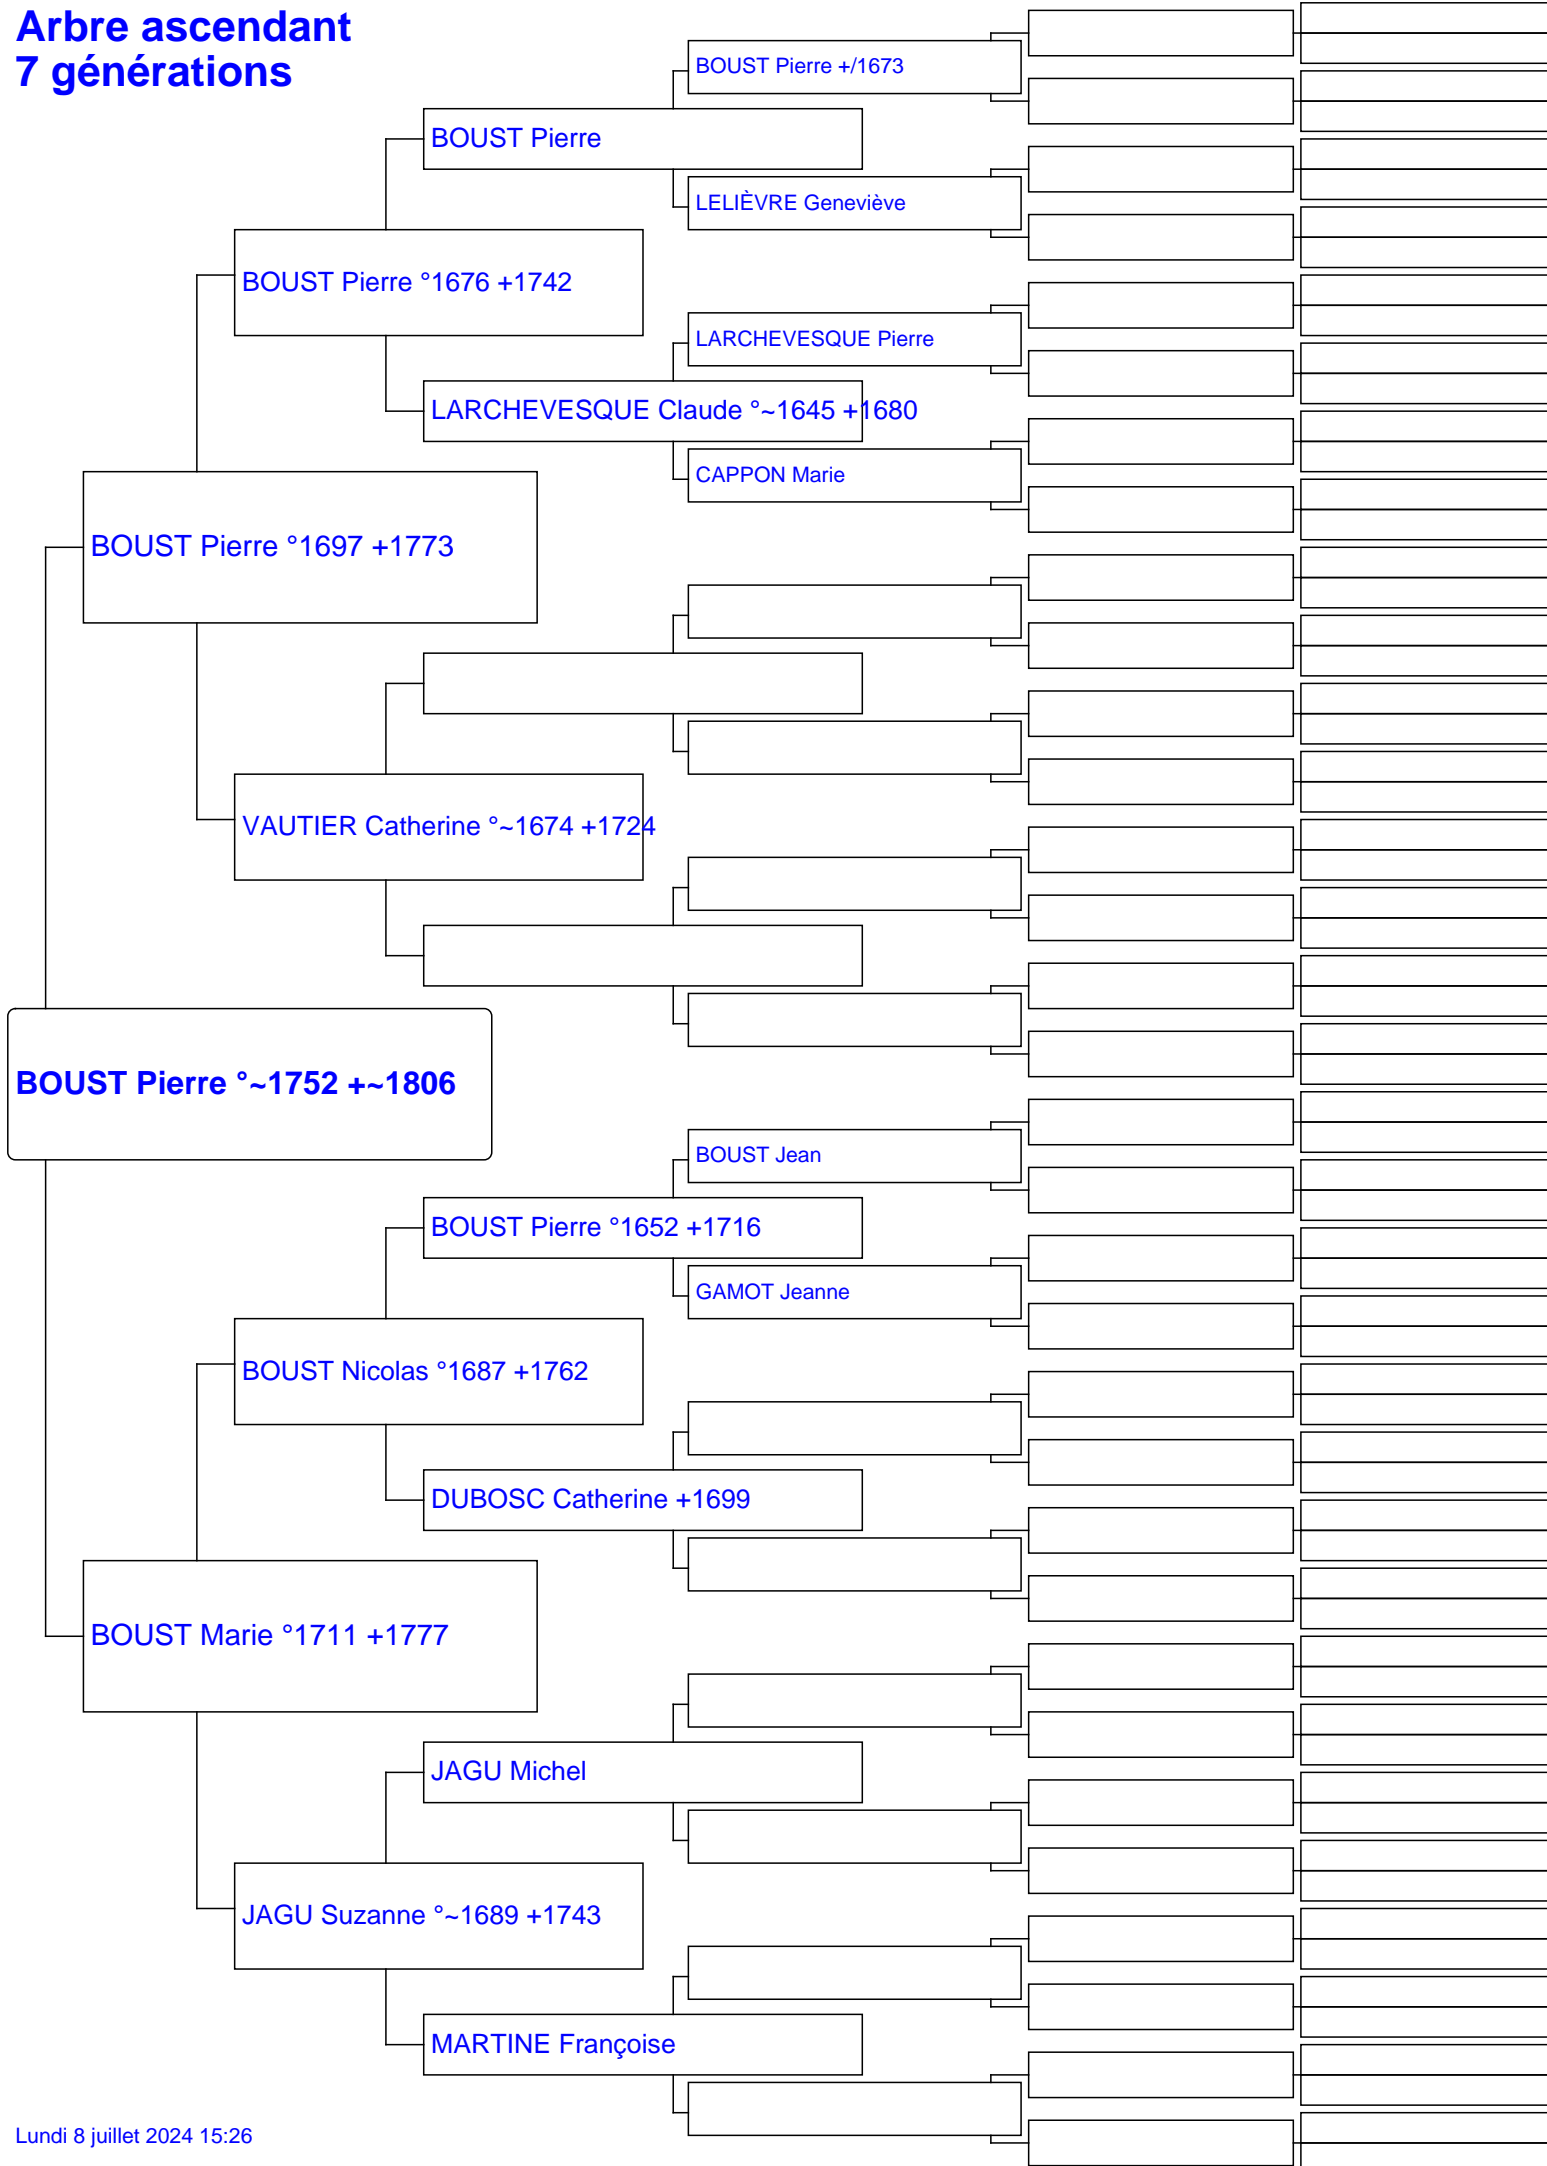 Arbre ascendant
7 générations
BOUST Pierre +/1673
BOUST Pierre
LELIÈVRE Geneviève
BOUST Pierre °1676 +1742
LARCHEVESQUE Pierre
LARCHEVESQUE Claude °~1645 +1680
CAPPON Marie
BOUST Pierre °1697 +1773
VAUTIER Catherine °~1674 +1724
BOUST Pierre °~1752 +~1806
BOUST Jean
BOUST Pierre °1652 +1716
GAMOT Jeanne
BOUST Nicolas °1687 +1762
DUBOSC Catherine +1699
BOUST Marie °1711 +1777
JAGU Michel
JAGU Suzanne °~1689 +1743
MARTINE Françoise
Lundi 8 juillet 2024 15:26